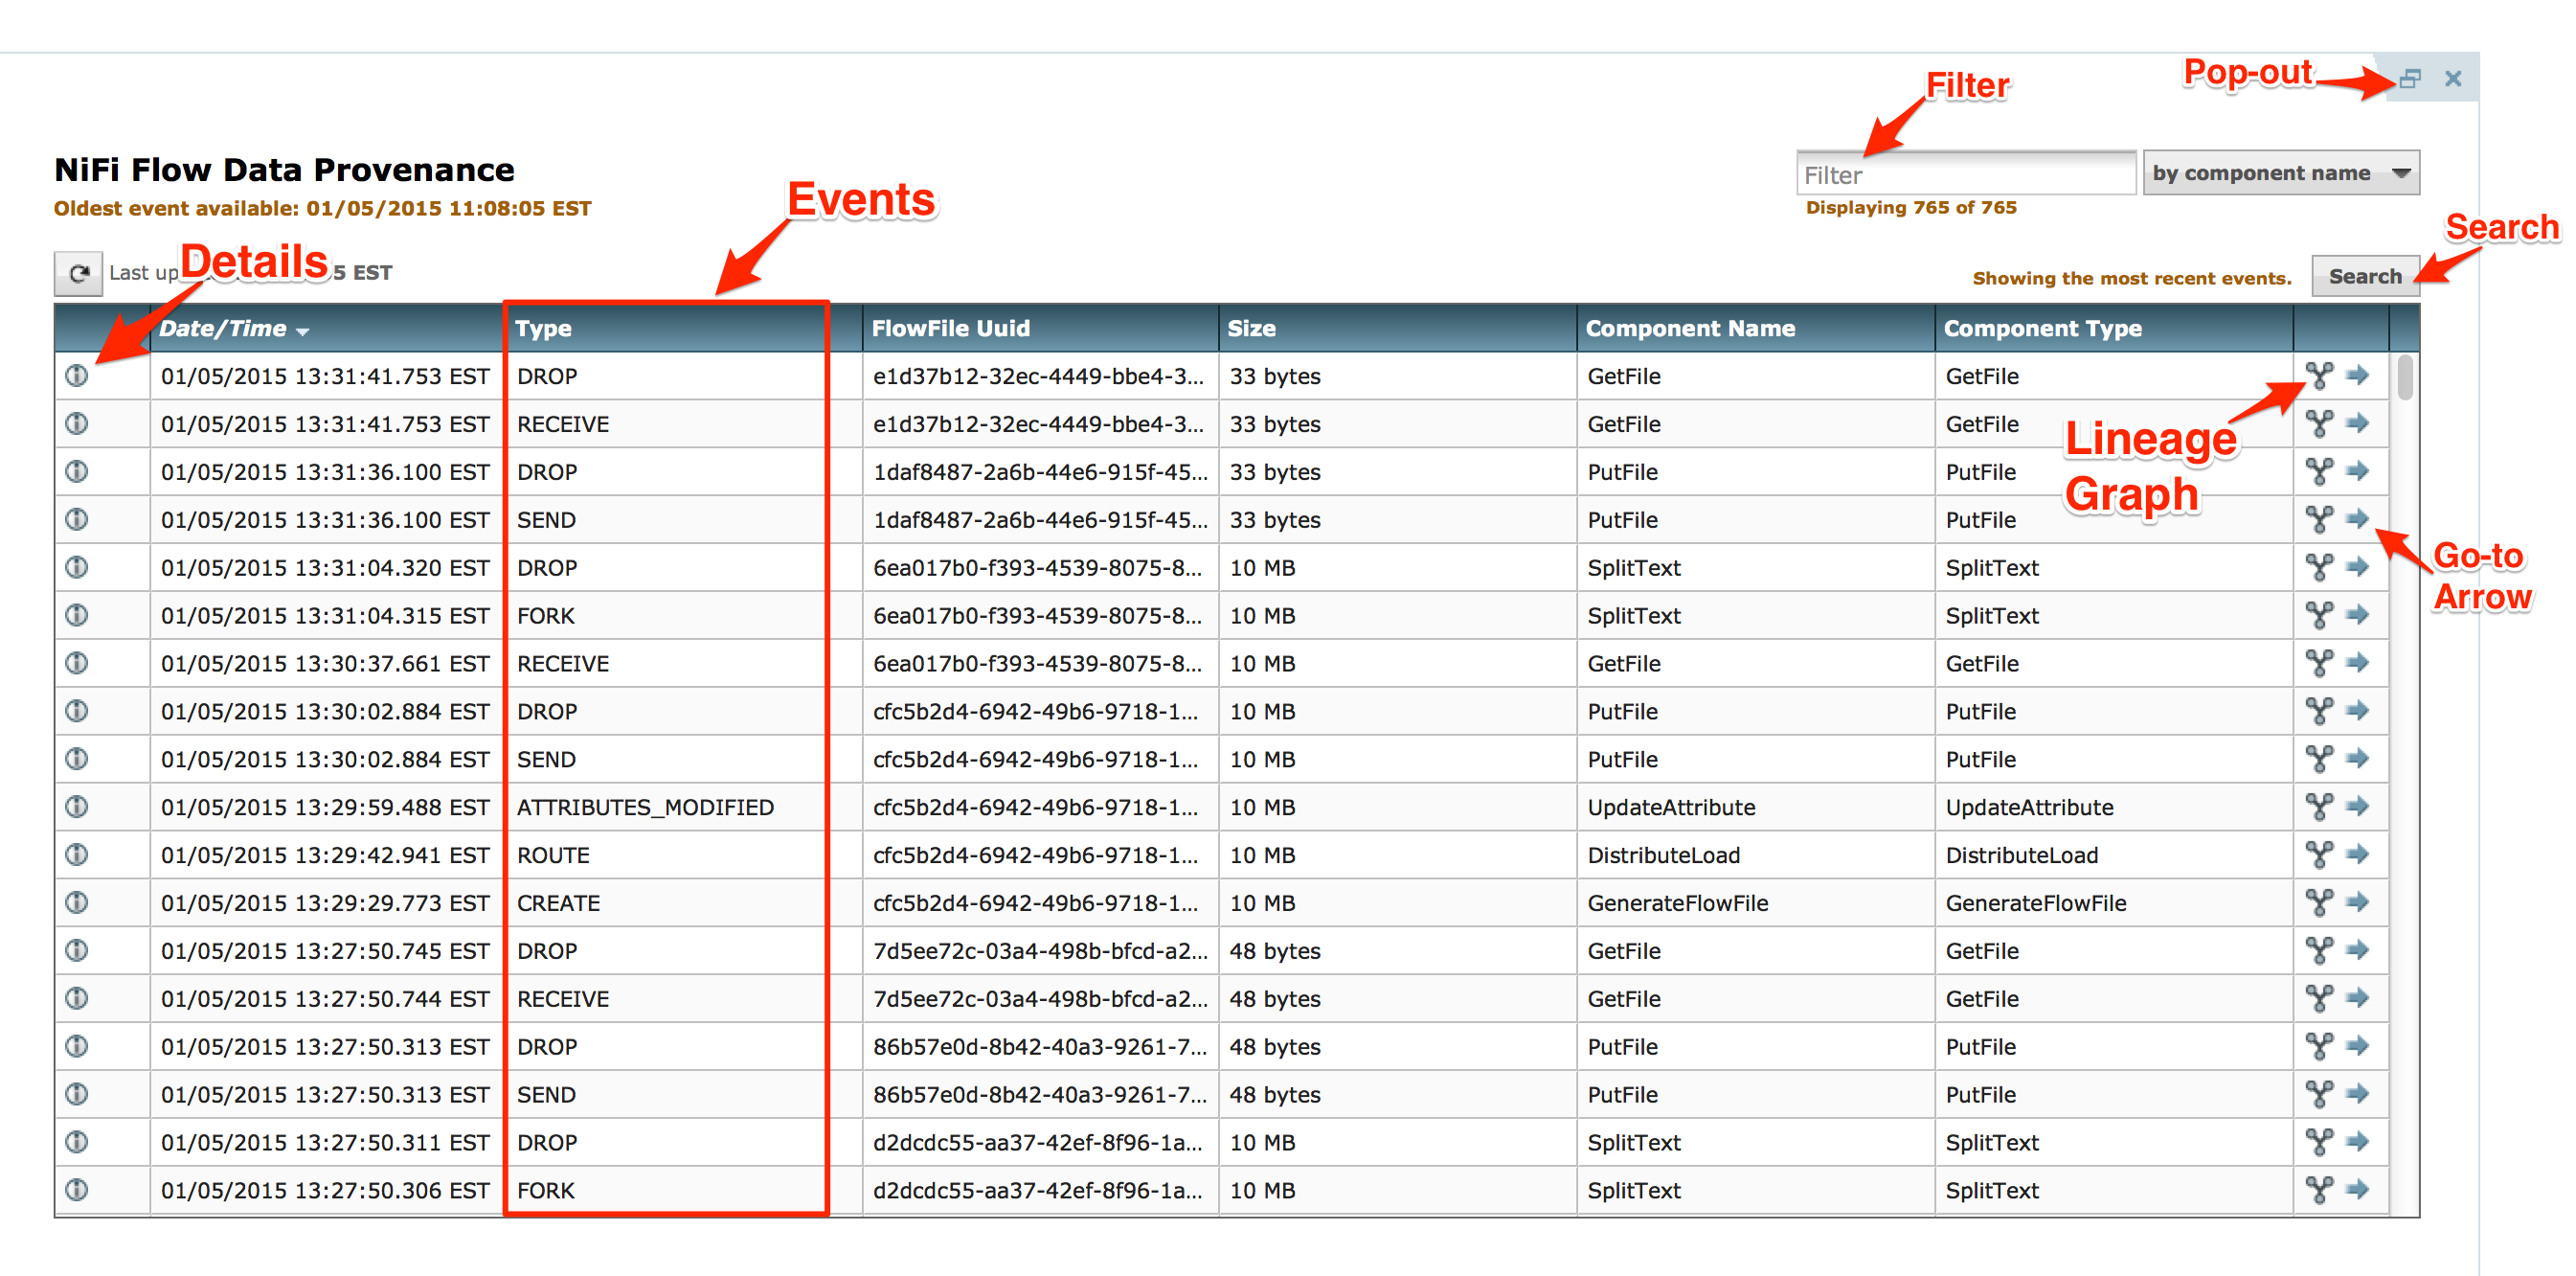 Pop-out
Filter
NiFi Flow Data Provenance
Filter by component name
Oldest event available: 01/05/2015 11:08:05 EST
Events
Displaying 765 of 765
Search
Details
Last up 5 EST
Showing the most recent events. Search
Date/Time Type FlowFile Uuid Size Component Name Component Type
01/05/2015 13:31:41.753 EST DROP e1d37b12-32ec-4449-bbe4-3... 33 bytes GetFile GetFile
01/05/2015 13:31:41.753 EST RECEIVE e1d37b12-32ec-4449-bbe4-3... 33 bytes GetFile GetFile
Lineage
Graph
01/05/2015 13:31:36.100 EST DROP 1daf8487-2a6b-44e6-915f-45... 33 bytes PutFile PutFile
01/05/2015 13:31:36.100 EST SEND 1daf8487-2a6b-44e6-915f-45... 33 bytes PutFile PutFile
Go-to
Arrow
01/05/2015 13:31:04.320 EST DROP 6ea017b0-f393-4539-8075-8... 10 MB SplitText SplitText
01/05/2015 13:31:04.315 EST FORK 6ea017b0-f393-4539-8075-8... 10 MB SplitText SplitText
01/05/2015 13:30:37.661 EST RECEIVE 6ea017b0-f393-4539-8075-8... 10 MB GetFile GetFile
01/05/2015 13:30:02.884 EST DROP cfc5b2d4-6942-49b6-9718-1... 10 MB PutFile PutFile
01/05/2015 13:30:02.884 EST SEND cfc5b2d4-6942-49b6-9718-1... 10 MB PutFile PutFile
01/05/2015 13:29:59.488 EST ATTRIBUTES_MODIFIED cfc5b2d4-6942-49b6-9718-1... 10 MB UpdateAttribute UpdateAttribute
01/05/2015 13:29:42.941 EST ROUTE cfc5b2d4-6942-49b6-9718-1... 10 MB DistributeLoad DistributeLoad
01/05/2015 13:29:29.773 EST CREATE cfc5b2d4-6942-49b6-9718-1... 10 MB GenerateFlowFile GenerateFlowFile
01/05/2015 13:27:50.745 EST DROP 7d5ee72c-03a4-498b-bfcd-a2... 48 bytes GetFile GetFile
01/05/2015 13:27:50.744 EST RECEIVE 7d5ee72c-03a4-498b-bfcd-a2... 48 bytes GetFile GetFile
01/05/2015 13:27:50.313 EST DROP 86b57e0d-8b42-40a3-9261-7... 48 bytes PutFile PutFile
01/05/2015 13:27:50.313 EST SEND 86b57e0d-8b42-40a3-9261-7... 48 bytes PutFile PutFile
01/05/2015 13:27:50.311 EST DROP d2dcdc55-aa37-42ef-8f96-1a... 10 MB SplitText SplitText
01/05/2015 13:27:50.306 EST FORK d2dcdc55-aa37-42ef-8f96-1a... 10 MB SplitText SplitText